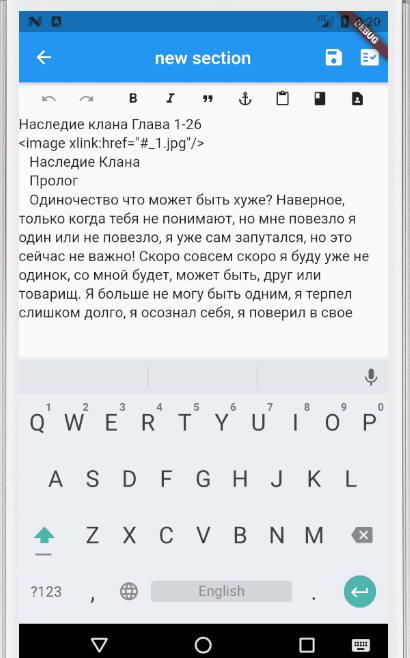 LTE 8:20
DEBUG
new section
B I
Наследие клана Глава 1-26
<image xlink:href="#_1.jpg"/>
Наследие Клана
Пролог
Одиночество что может быть хуже? Наверное,
только когда тебя не понимают, но мне повезло я
один или не повезло, я уже сам запутался, но это
сейчас не важно! Скоро совсем скоро я буду уже не
одинок, со мной будет, может быть, друг или
товарищ. Я больше не могу быть одним, я терпел
слишком долго, я осознал себя, я поверил в свое
1 2 3 4 5 6 7 8 9 0
Q W E R T Y U I O P
A S D F G H J K L
Z X C V B N M
?123 , English .